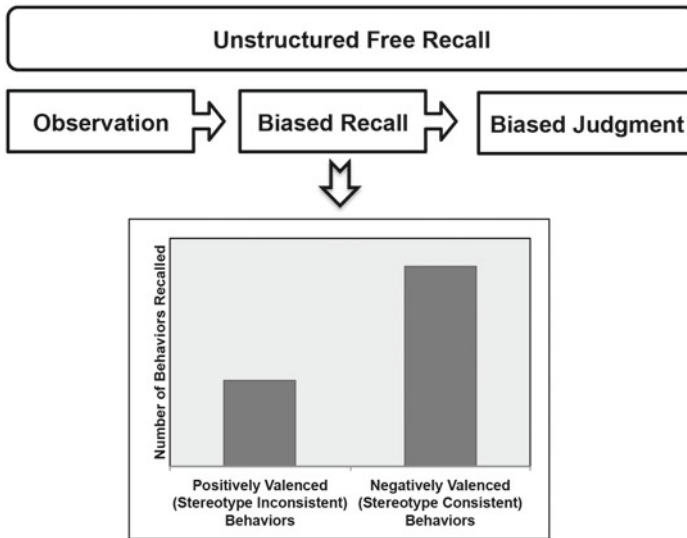 Unstructured Free Recall
Observation
Biased Recall
Biased Judgment
Number of Behaviors Recalled
Positively Valenced
(Stereotype Inconsistent)
Behaviors
Negatively Valenced
(Stereotype Consistent)
Behaviors